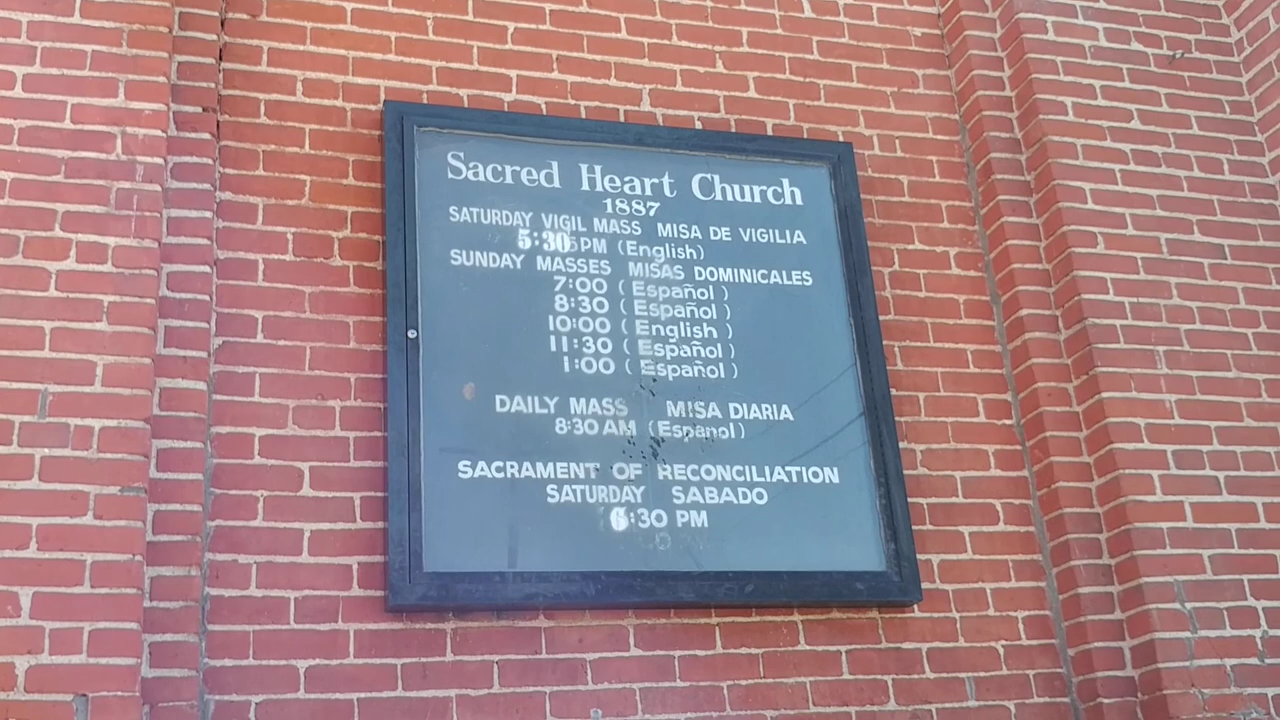 Sacred Heart Church
1887
SATURDAY VIGIL MASS MISA DE VIGILIA
5:30 PM (English)
SUNDAY MASSES MISAS DOMINICALES
7:00 (Español)
8:30 (Español)
10:00 (English)
11:30 (Español)
1:00 (Español)
DAILY MASS MISA DIARIA
8:30 AM (Español)
SACRAMENT OF RECONCILIATION
SATURDAY SABADO
6:30 PM